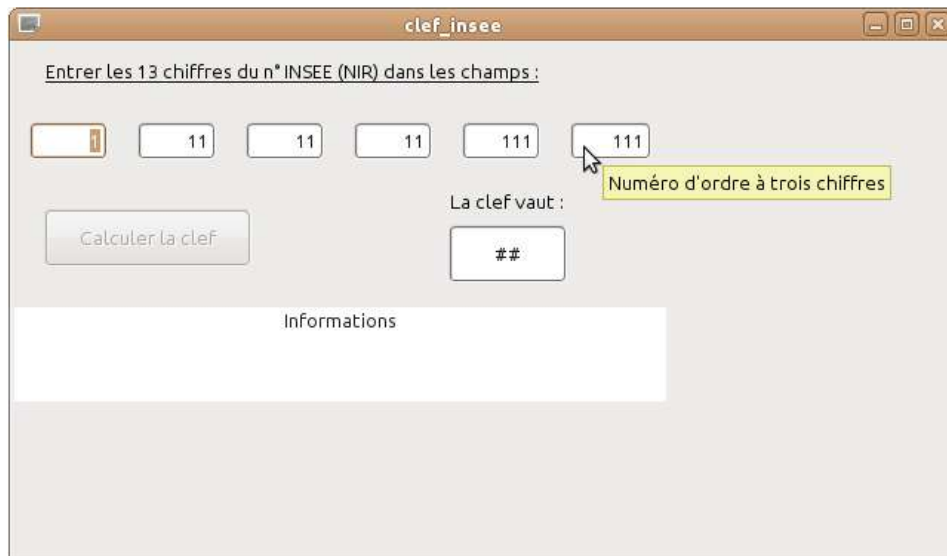 clef_insee
Entrer les 13 chiffres du n° INSEE (NIR) dans les champs :
1 11 11 11 111 111
Numéro d'ordre à trois chiffres
La clef vaut :
Calculer la clef
##
Informations